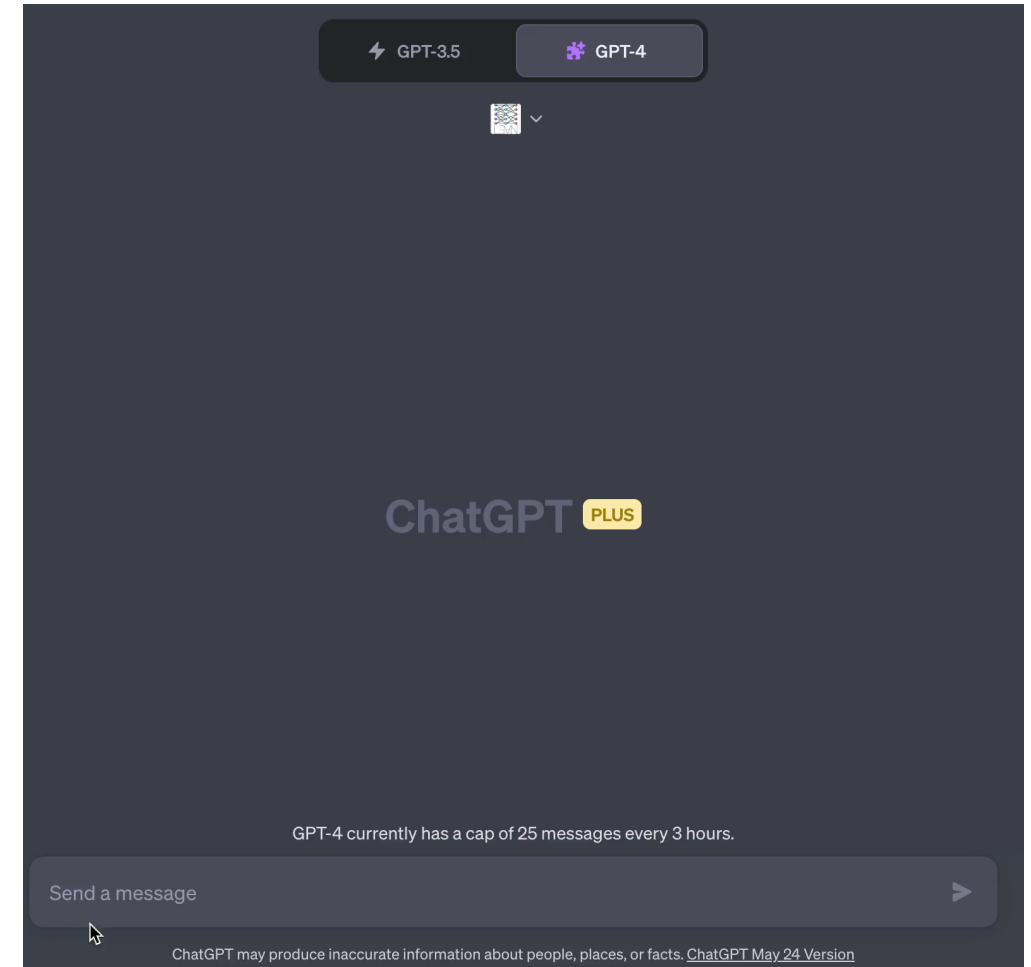 GPT-3.5 GPT-4
ChatGPT PLUS
GPT-4 currently has a cap of 25 messages every 3 hours.
Send a message
ChatGPT may produce inaccurate information about people, places, or facts. ChatGPT May 24 Version